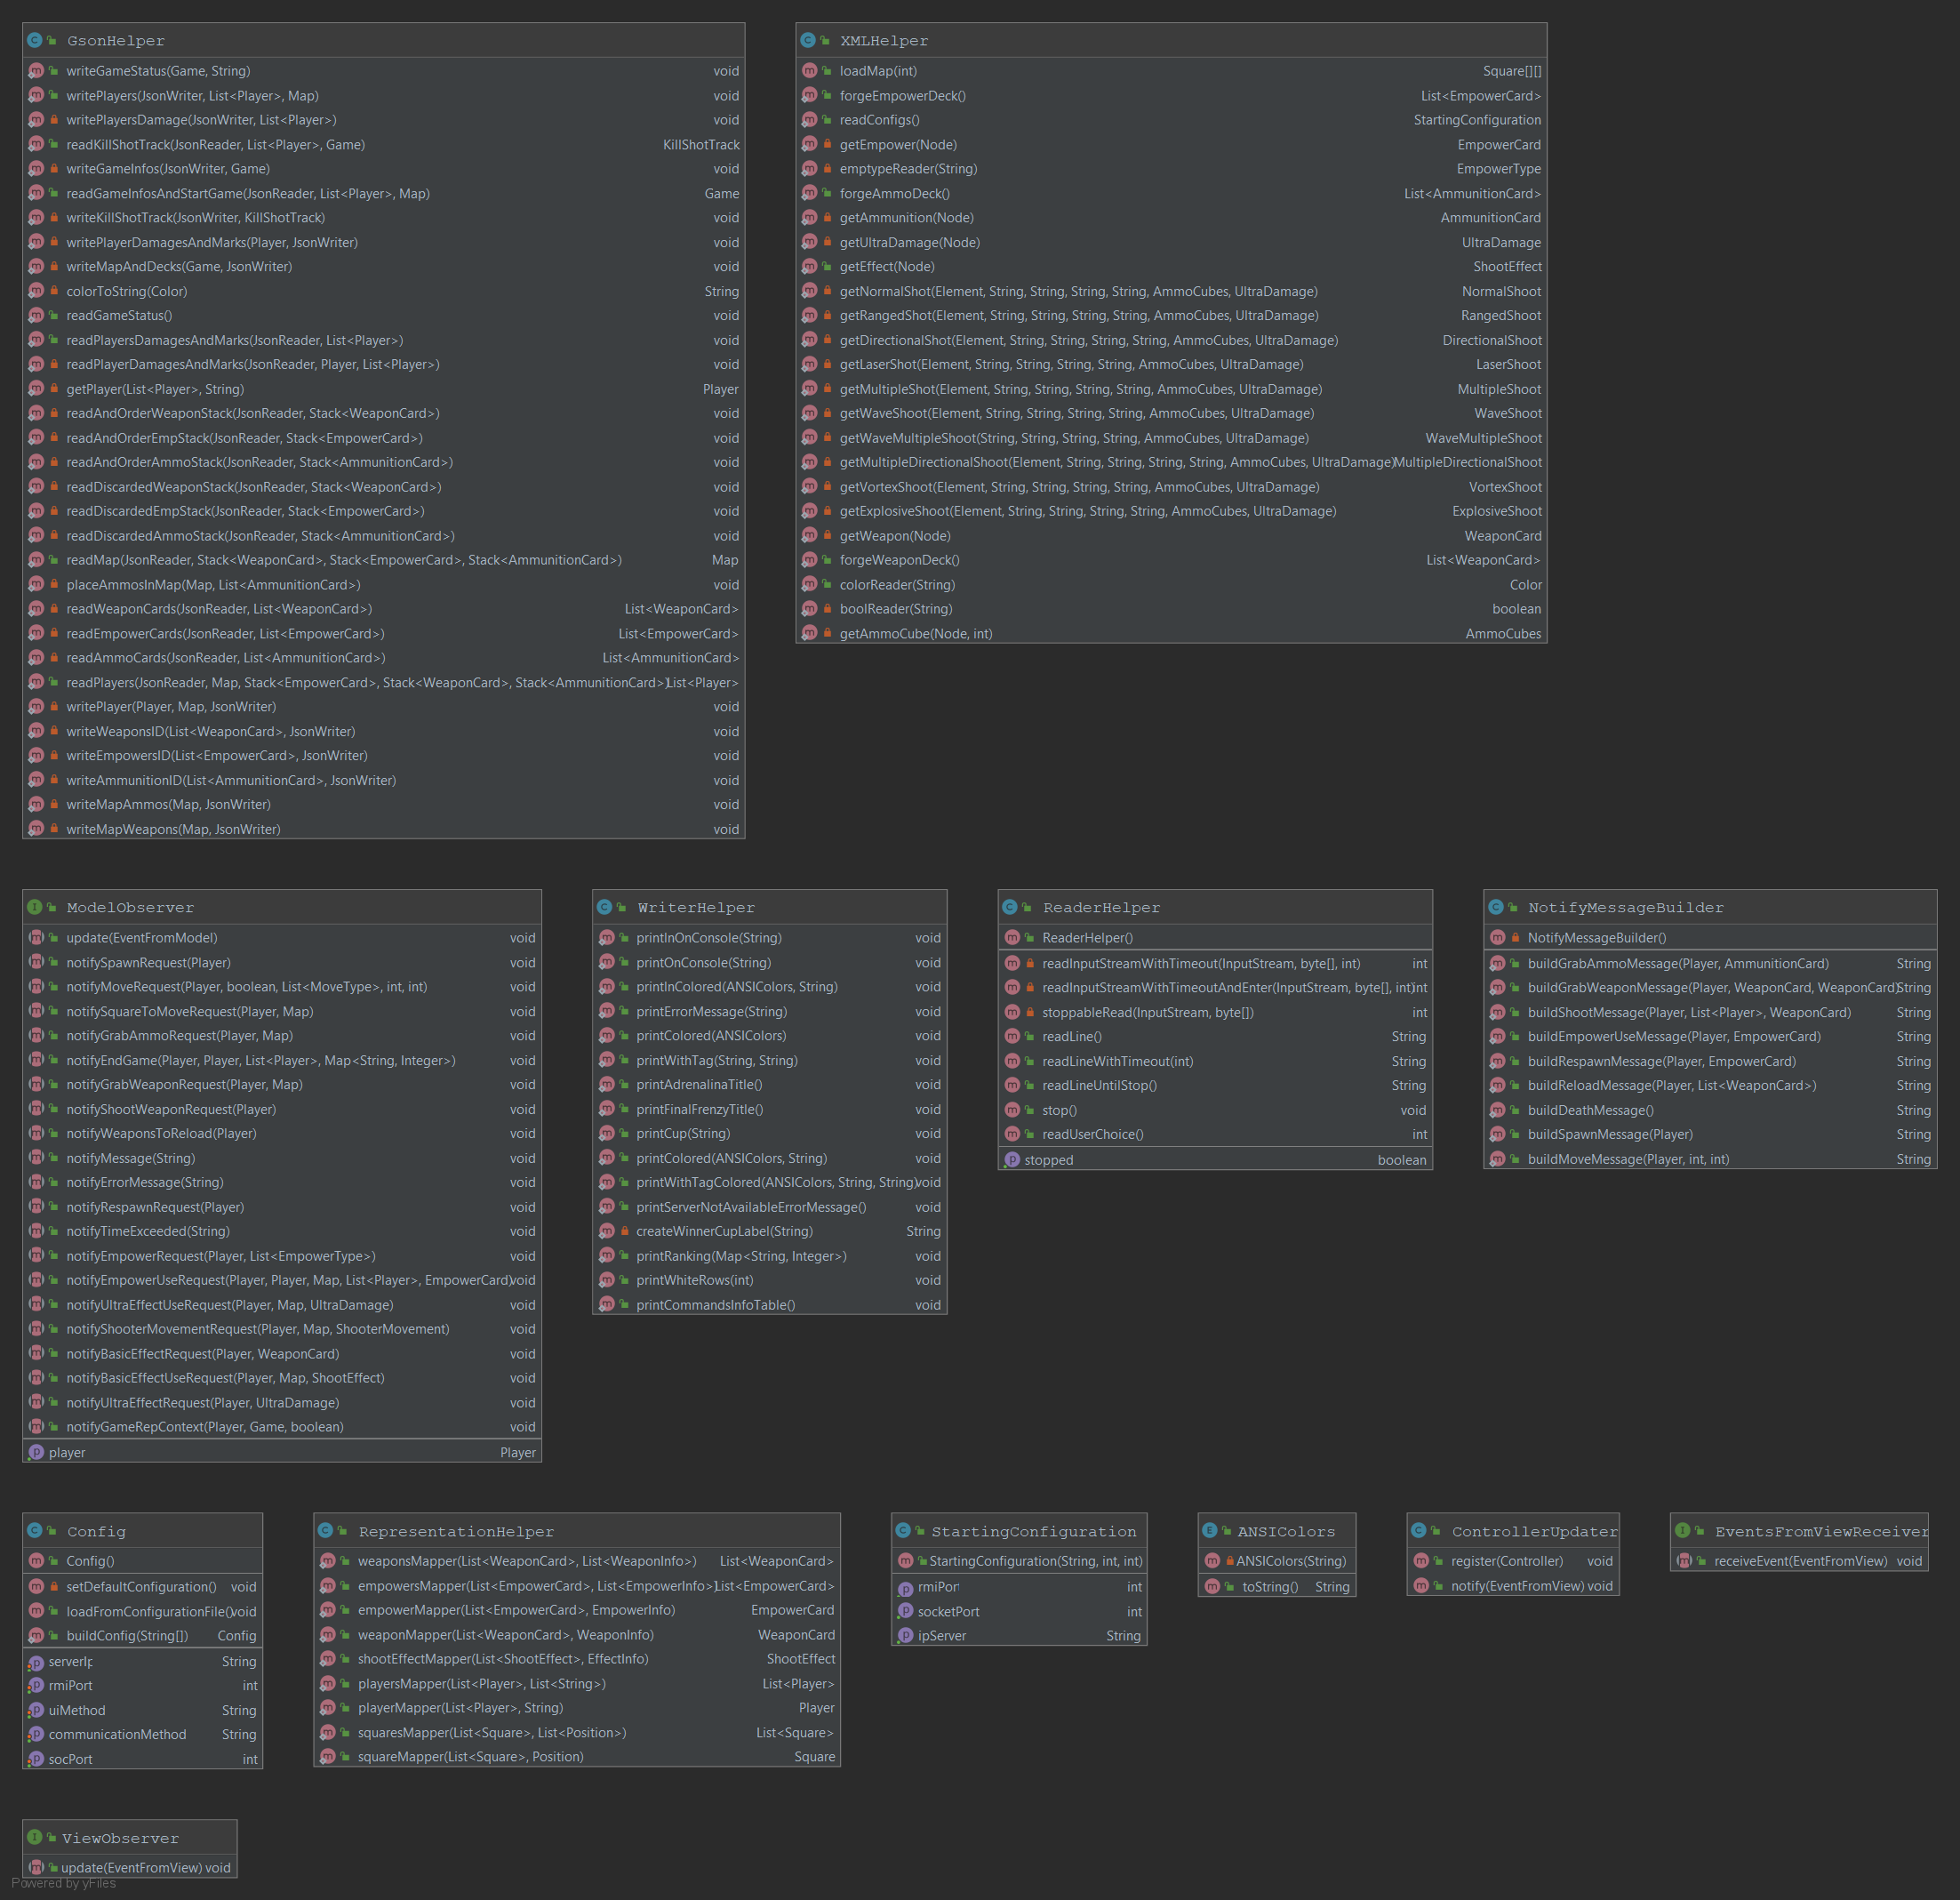 GsonHelper
writeGameStatus(Game, String) void
writePlayers(JsonWriter, List<Player>, Map) void
writePlayersDamage(JsonWriter, List<Player>) void
readKillShotTrack(JsonReader, List<Player>, Game) KillShotTrack
writeGameInfos(JsonWriter, Game) void
readGameInfosAndStartGame(JsonReader, List<Player>, Map) Game
writeKillShotTrack(JsonWriter, KillShotTrack) void
writePlayerDamagesAndMarks(Player, JsonWriter) void
writeMapAndDecks(Game, JsonWriter) void
colorToString(Color) String
readGameStatus() void
readPlayersDamagesAndMarks(JsonReader, List<Player>) void
readPlayerDamagesAndMarks(JsonReader, Player, List<Player>) void
getPlayer(List<Player>, String) Player
readAndOrderWeaponStack(JsonReader, Stack<WeaponCard>) void
readAndOrderEmpStack(JsonReader, Stack<EmpowerCard>) void
readAndOrderAmmoStack(JsonReader, Stack<AmmunitionCard>) void
readDiscardedWeaponStack(JsonReader, Stack<WeaponCard>) void
readDiscardedEmpStack(JsonReader, Stack<EmpowerCard>) void
readDiscardedAmmoStack(JsonReader, Stack<AmmunitionCard>) void
readMap(JsonReader, Stack<WeaponCard>, Stack<EmpowerCard>, Stack<AmmunitionCard>) Map
placeAmmosInMap(Map, List<AmmunitionCard>) void
readWeaponCards(JsonReader, List<WeaponCard>) List<WeaponCard>
readEmpowerCards(JsonReader, List<EmpowerCard>) List<EmpowerCard>
readAmmoCards(JsonReader, List<AmmunitionCard>) List<AmmunitionCard>
readPlayers(JsonReader, Map, Stack<EmpowerCard>, Stack<WeaponCard>, Stack<AmmunitionCard>) List<Player>
writePlayer(Player, Map, JsonWriter) void
writeWeaponsID(List<WeaponCard>, JsonWriter) void
writeEmpowersID(List<EmpowerCard>, JsonWriter) void
writeAmmunitionID(List<AmmunitionCard>, JsonWriter) void
writeMapAmmos(Map, JsonWriter) void
writeMapWeapons(Map, JsonWriter) void
XMLHelper
loadMap(int) Square[][]
forgeEmpowerDeck() List<EmpowerCard>
readConfigs() StartingConfiguration
getEmpower(Node) EmpowerCard
emptypeReader(String) EmpowerType
forgeAmmoDeck() List<AmmunitionCard>
getAmmunition(Node) AmmunitionCard
getUltraDamage(Node) UltraDamage
getEffect(Node) ShootEffect
getNormalShot(Element, String, String, String, String, AmmoCubes, UltraDamage) NormalShoot
getRangedShot(Element, String, String, String, String, AmmoCubes, UltraDamage) RangedShoot
getDirectionalShot(Element, String, String, String, String, AmmoCubes, UltraDamage) DirectionalShoot
getLaserShot(Element, String, String, String, String, AmmoCubes, UltraDamage) LaserShoot
getMultipleShot(Element, String, String, String, String, AmmoCubes, UltraDamage) MultipleShoot
getWaveShoot(Element, String, String, String, String, AmmoCubes, UltraDamage) WaveShoot
getWaveMultipleShoot(String, String, String, String, AmmoCubes, UltraDamage) WaveMultipleShoot
getMultipleDirectionalShoot(Element, String, String, String, String, AmmoCubes, UltraDamage) MultipleDirectionalShoot
getVortexShoot(Element, String, String, String, String, AmmoCubes, UltraDamage) VortexShoot
getExplosiveShoot(Element, String, String, String, String, AmmoCubes, UltraDamage) ExplosiveShoot
getWeapon(Node) WeaponCard
forgeWeaponDeck() List<WeaponCard>
colorReader(String) Color
boolReader(String) boolean
getAmmoCube(Node, int) AmmoCubes
ModelObserver
update(EventFromModel) void
notifySpawnRequest(Player) void
notifyMoveRequest(Player, boolean, List<MoveType>, int, int) void
notifySquareToMoveRequest(Player, Map) void
notifyGrabAmmoRequest(Player, Map) void
notifyEndGame(Player, Player, List<Player>, Map<String, Integer>) void
notifyGrabWeaponRequest(Player, Map) void
notifyShootWeaponRequest(Player) void
notifyWeaponsToReload(Player) void
notifyMessage(String) void
notifyErrorMessage(String) void
notifyRespawnRequest(Player) void
notifyTimeExceeded(String) void
notifyEmpowerRequest(Player, List<EmpowerType>) void
notifyEmpowerUseRequest(Player, Player, Map, List<Player>, EmpowerCard) void
notifyUltraEffectUseRequest(Player, Map, UltraDamage) void
notifyShooterMovementRequest(Player, Map, ShooterMovement) void
notifyBasicEffectRequest(Player, WeaponCard) void
notifyBasicEffectUseRequest(Player, Map, ShootEffect) void
notifyUltraEffectRequest(Player, UltraDamage) void
notifyGameRepContext(Player, Game, boolean) void
player Player
WriterHelper
printlnOnConsole(String) void
printOnConsole(String) void
printlnColored(ANSIColors, String) void
printErrorMessage(String) void
printColored(ANSIColors) void
printWithTag(String, String) void
printAdrenalinaTitle() void
printFinalFrenzyTitle() void
printCup(String) void
printColored(ANSIColors, String) void
printWithTagColored(ANSIColors, String, String) void
printServerNotAvailableErrorMessage() void
createWinnerCupLabel(String) String
printRanking(Map<String, Integer>) void
printWhiteRows(int) void
printCommandsInfoTable() void
ReaderHelper
ReaderHelper()
readInputStreamWithTimeout(InputStream, byte[], int) int
readInputStreamWithTimeoutAndEnter(InputStream, byte[], int) int
stoppableRead(InputStream, byte[]) int
readLine() String
readLineWithTimeout(int) String
readLineUntilStop() String
stop() void
readUserChoice() int
stopped boolean
NotifyMessageBuilder
NotifyMessageBuilder()
buildGrabAmmoMessage(Player, AmmunitionCard) String
buildGrabWeaponMessage(Player, WeaponCard, WeaponCard) String
buildShootMessage(Player, List<Player>, WeaponCard) String
buildEmpowerUseMessage(Player, EmpowerCard) String
buildRespawnMessage(Player, EmpowerCard) String
buildReloadMessage(Player, List<WeaponCard>) String
buildDeathMessage() String
buildSpawnMessage(Player) String
buildMoveMessage(Player, int, int) String
Config
Config()
setDefaultConfiguration() void
loadFromConfigurationFile() void
buildConfig(String[]) Config
serverIp String
rmiPort int
uiMethod String
communicationMethod String
socPort int
RepresentationHelper
weaponsMapper(List<WeaponCard>, List<WeaponInfo>) List<WeaponCard>
empowersMapper(List<EmpowerCard>, List<EmpowerInfo>) List<EmpowerCard>
empowerMapper(List<EmpowerCard>, EmpowerInfo) EmpowerCard
weaponMapper(List<WeaponCard>, WeaponInfo) WeaponCard
shootEffectMapper(List<ShootEffect>, EffectInfo) ShootEffect
playersMapper(List<Player>, List<String>) List<Player>
playerMapper(List<Player>, String) Player
squaresMapper(List<Square>, List<Position>) List<Square>
squareMapper(List<Square>, Position) Square
StartingConfiguration
StartingConfiguration(String, int, int)
rmiPort int
socketPort int
ipServer String
ANSIColors
ANSIColors(String)
toString() String
ControllerUpdater
register(Controller) void
notify(EventFromView) void
EventsFromViewReceiver
receiveEvent(EventFromView) void
ViewObserver
update(EventFromView) void
Powered by yFiles